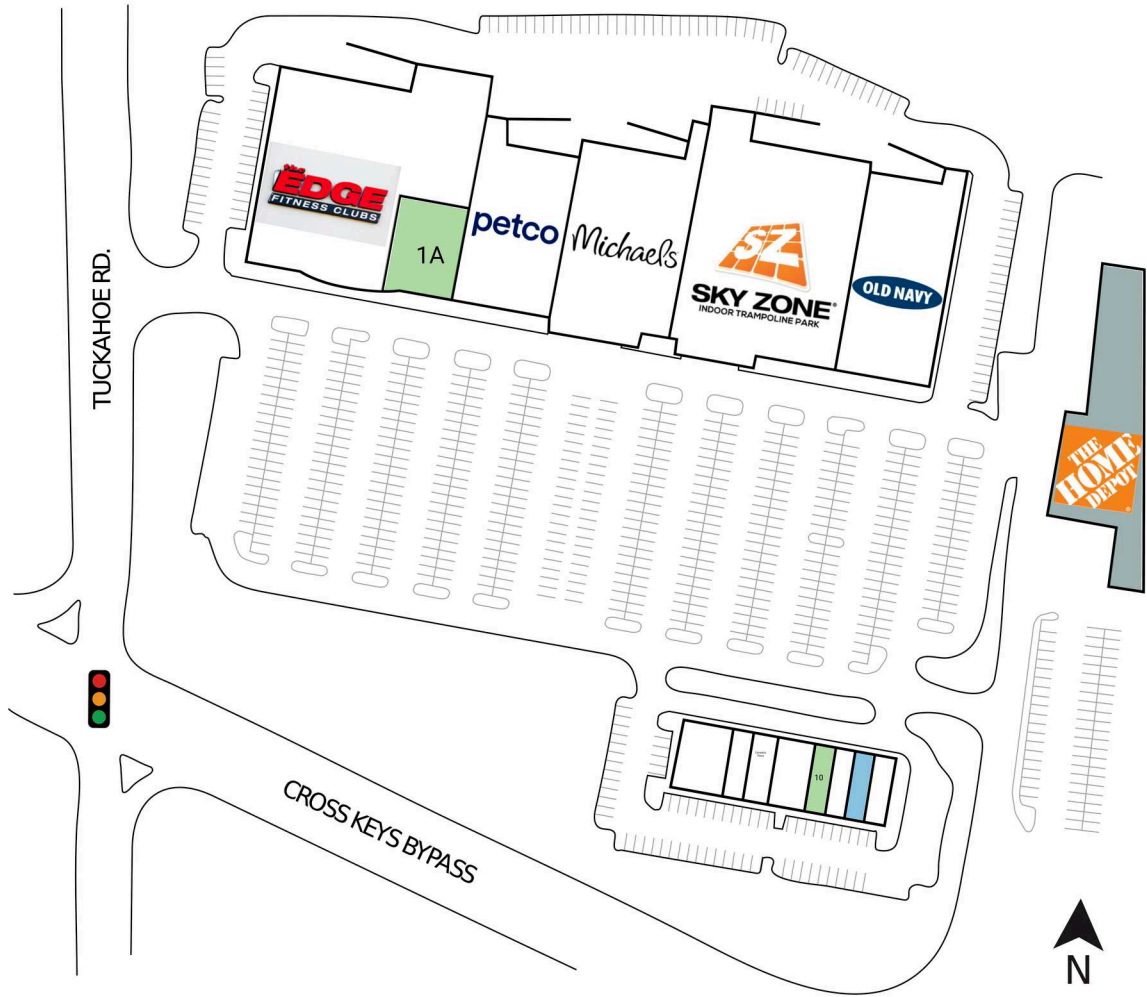 the
EDGE
FITNESS CLUBS
1A
petco
Michaels
SZ
SKY ZONE®
INDOOR TRAMPOLINE PARK
OLD NAVY
TUCKAHOE RD.
THE
HOME
DEPOT
10
CROSS KEYS BYPASS
N